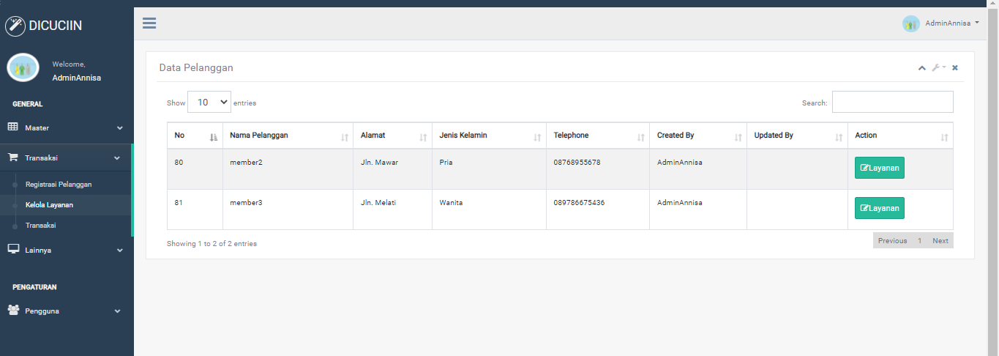 DICUCIIN
AdminAnnisa
Welcome,
AdminAnnisa
GENERAL
Master
Transaksi
Registrasi Pelanggan
Kelola Layanan
Transaksi
Lainnya
PENGATURAN
Pengguna
Data Pelanggan
Show 10 entries Search:
No Nama Pelanggan Alamat Jenis Kelamin Telephone Created By Updated By Action
80 member2 Jln. Mawar Pria 08768955678 AdminAnnisa Layanan
81 member3 Jln. Melati Wanita 089786675436 AdminAnnisa Layanan
Showing 1 to 2 of 2 entries Previous 1 Next